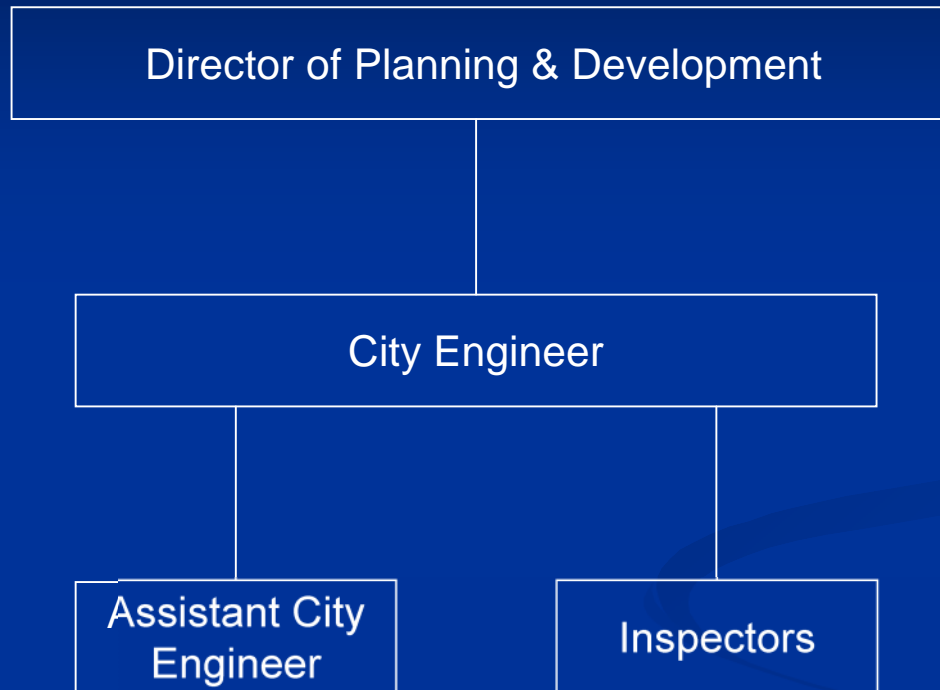 Director of Planning & Development
City Engineer
Assistant City
Engineer
Inspectors